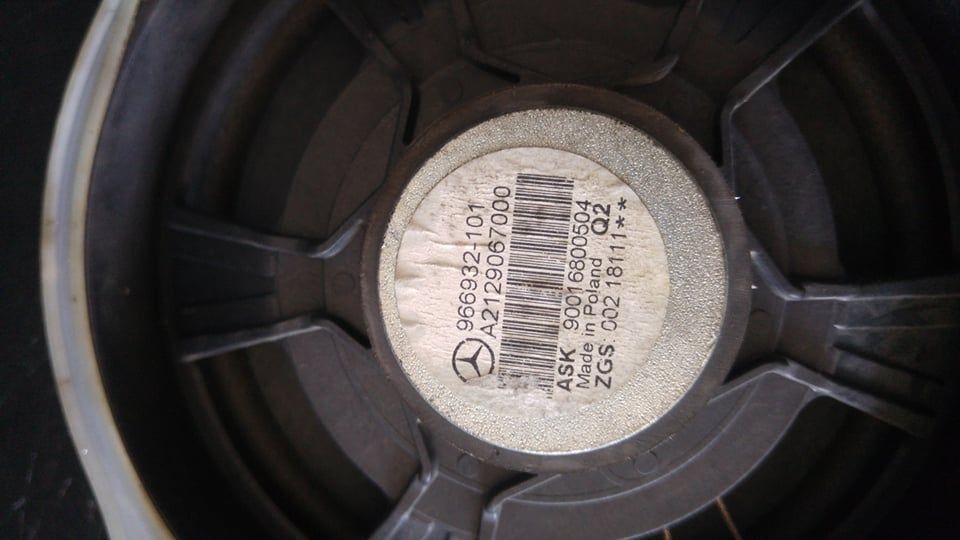 966932-101
A2129067000
ASK 90016800504
Made in Poland Q2
ZGS 002 18111**